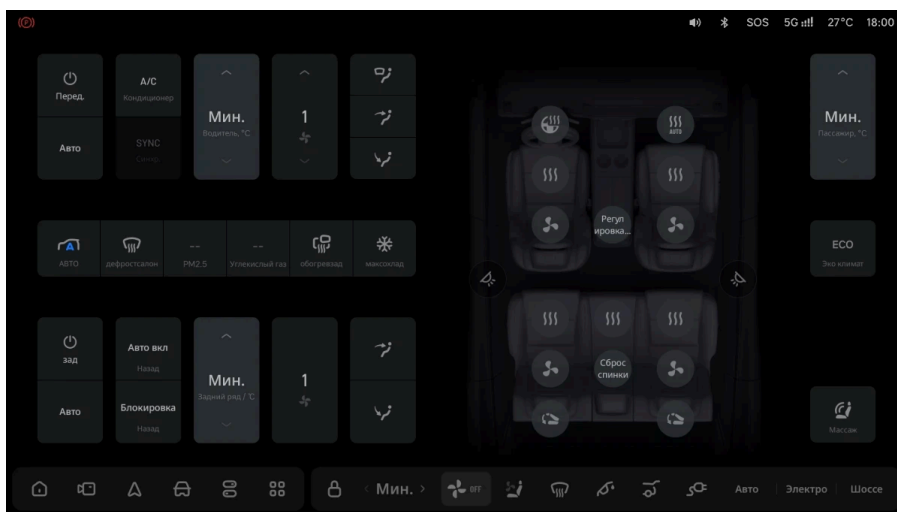 SOS 5G 27°C 18:00
Перед.
Авто
A/C
Кондиционер
SYNC
Мин.
Водитель, °C
1
Мин.
Пассажир, °C
АВТО
дефростсалон
PM2.5
Углекислый газ
обогревзад
максохлад
--
--
Регул
ировка...
ECO
Эко климат
зад
Авто
Авто вкл
Назад
Блокировка
Назад
Мин.
Задний ряд / °C
1
AUTO
Сброс
спинки
Массаж
< Мин. >
OFF
Авто
Электро
Шоссе